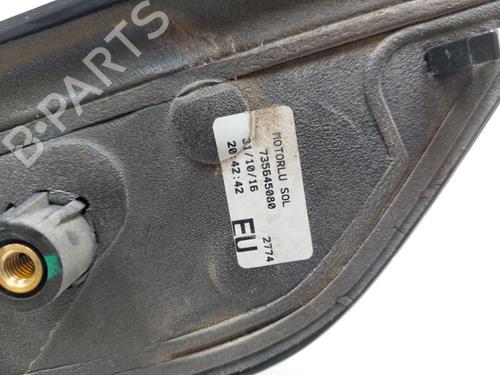 B-PARTS
MOTORLU SOL
735645080 2774
31/10/16
20:42:42 EU